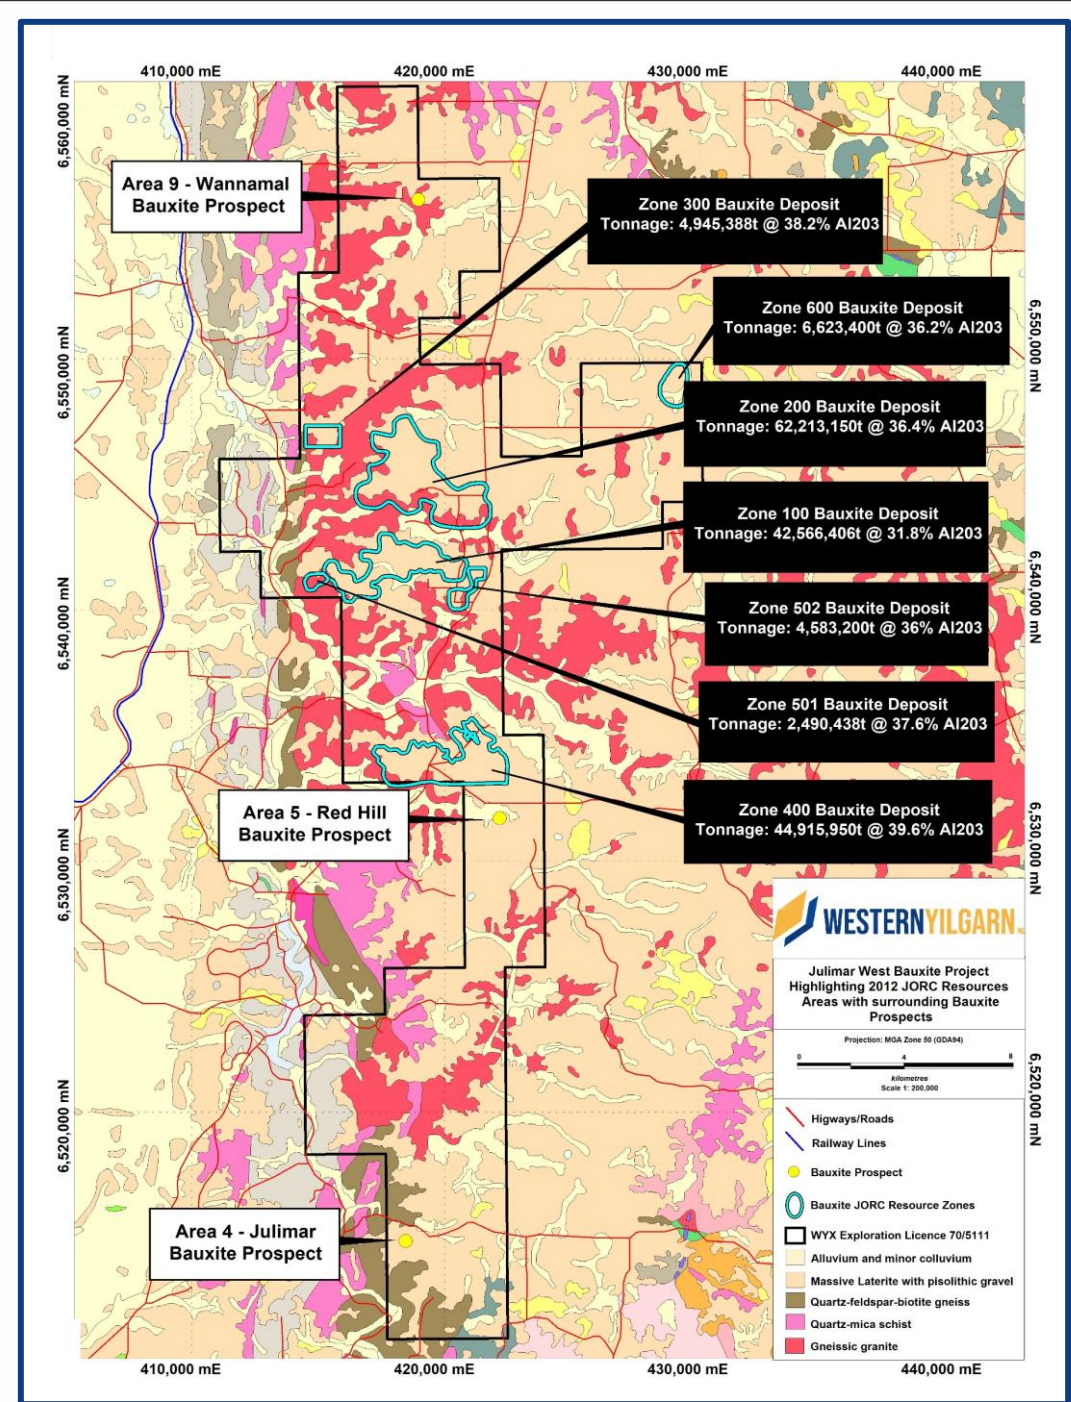 410,000 mE
420,000 mE
430,000 mE
440,000 mE
6,560,000 mN
6,550,000 mN
6,540,000 mN
6,530,000 mN
6,520,000 mN
6,550,000 mN
6,540,000 mN
6,530,000 mN
6,520,000 mN
Area 9 - Wannamal
Bauxite Prospect
Zone 300 Bauxite Deposit
Tonnage: 4,945,388t @ 38.2% Al203
Zone 600 Bauxite Deposit
Tonnage: 6,623,400t @ 36.2% Al203
Zone 200 Bauxite Deposit
Tonnage: 62,213,150t @ 36.4% Al203
Zone 100 Bauxite Deposit
Tonnage: 42,566,406t @ 31.8% Al203
Zone 502 Bauxite Deposit
Tonnage: 4,583,200t @ 36% Al203
Zone 501 Bauxite Deposit
Tonnage: 2,490,438t @ 37.6% Al203
Zone 400 Bauxite Deposit
Tonnage: 44,915,950t @ 39.6% Al203
Area 5 - Red Hill
Bauxite Prospect
Area 4 - Julimar
Bauxite Prospect
WESTERNYILGARN
Julimar West Bauxite Project
Highlighting 2012 JORC Resources
Areas with surrounding Bauxite
Prospects
Projection: MGA Zone 50 (GDA94)
0 4 8
kilometres
Scale 1: 200,000
Higways/Roads
Railway Lines
Bauxite Prospect
Bauxite JORC Resource Zones
WYX Exploration Licence 70/5111
Alluvium and minor colluvium
Massive Laterite with pisolithic gravel
Quartz-feldspar-biotite gneiss
Quartz-mica schist
Gneissic granite
410,000 mE
420,000 mE
430,000 mE
440,000 mE